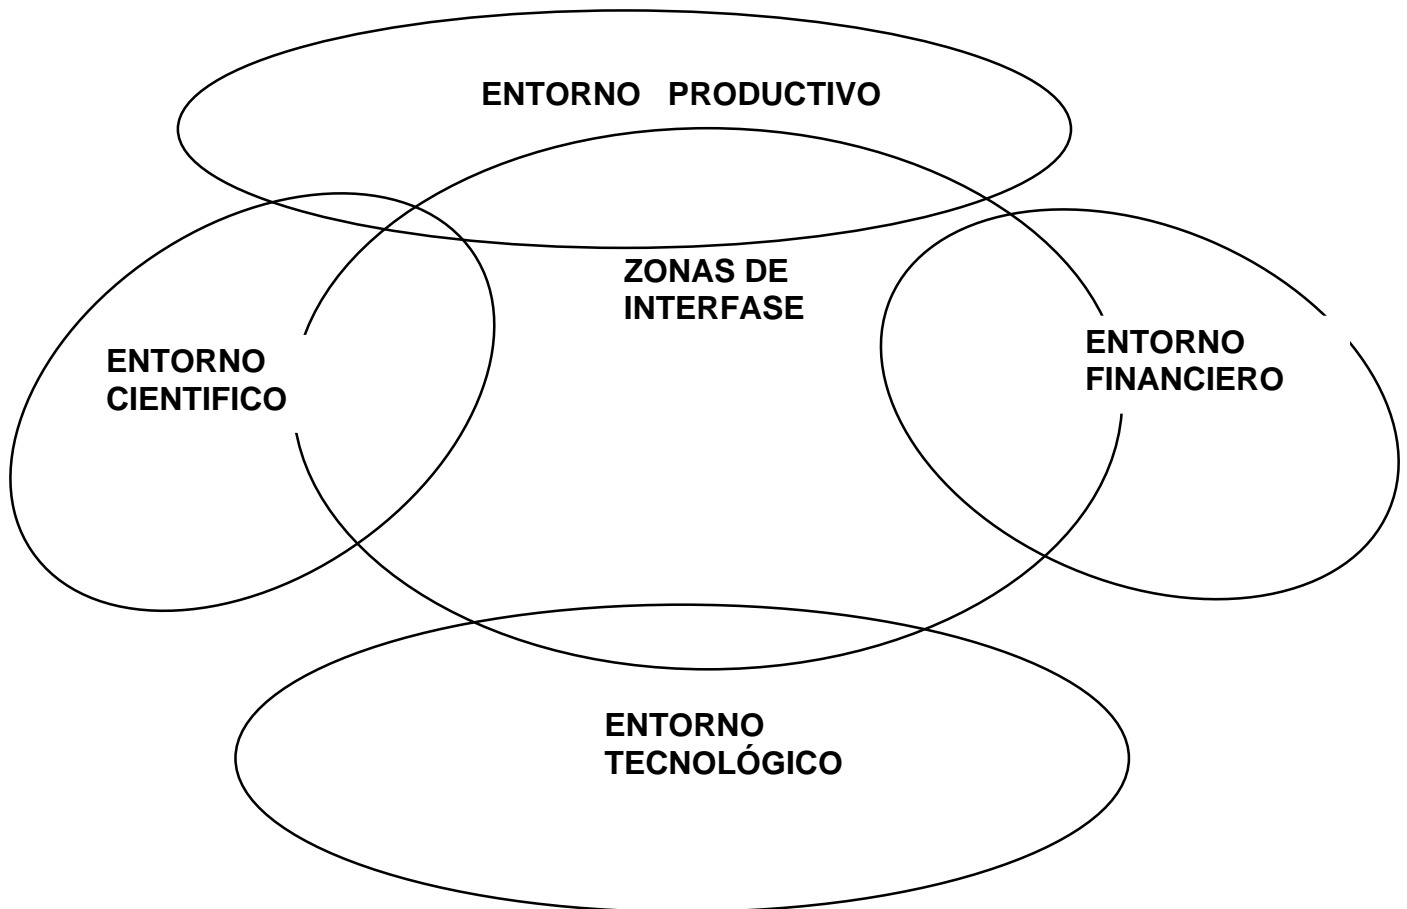 ENTORNO PRODUCTIVO
ZONAS DE
INTERFASE
ENTORNO
CIENTIFICO
ENTORNO
FINANCIERO
ENTORNO
TECNOLÓGICO